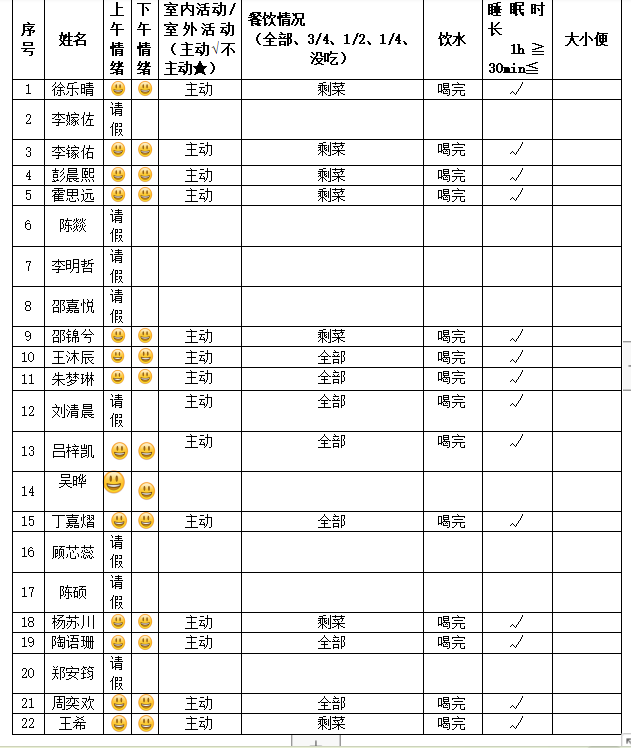 序号 姓名 上午情绪 下午情绪 室内活动/室外活动（主动√不主动★） 餐饮情况（全部、3/4、1/2、1/4、没吃） 饮水 睡眠时长 1h≧ 30min≦ 大小便
1 徐乐晴 😃 😃 主动 剩菜 喝完 √
2 李嫁佐 请假
3 李镓佑 😃 😃 主动 剩菜 喝完 √
4 彭晨熙 😃 😃 主动 剩菜 喝完 √
5 霍思远 😃 😃 主动 剩菜 喝完 √
6 陈燚 请假
7 李明哲 请假
8 邵嘉悦 请假
9 邵锦兮 😃 😃 主动 剩菜 喝完 √
10 王沐辰 😃 😃 主动 全部 喝完 √
11 朱梦琳 😃 😃 主动 全部 喝完 √
12 刘清晨 请假 主动 全部 喝完 √
13 吕梓凯 😃 😃 主动 全部 喝完 √
14 吴晔 😃 😃
15 丁嘉熠 😃 😃 主动 全部 喝完 √
16 顾芯蕊 请假
17 陈硕 请假
18 杨苏川 😃 😃 主动 剩菜 喝完 √
19 陶语珊 😃 😃 主动 全部 喝完 √
20 郑安筠 请假
21 周奕欢 😃 😃 主动 全部 喝完 √
22 王希 😃 😃 主动 剩菜 喝完 √